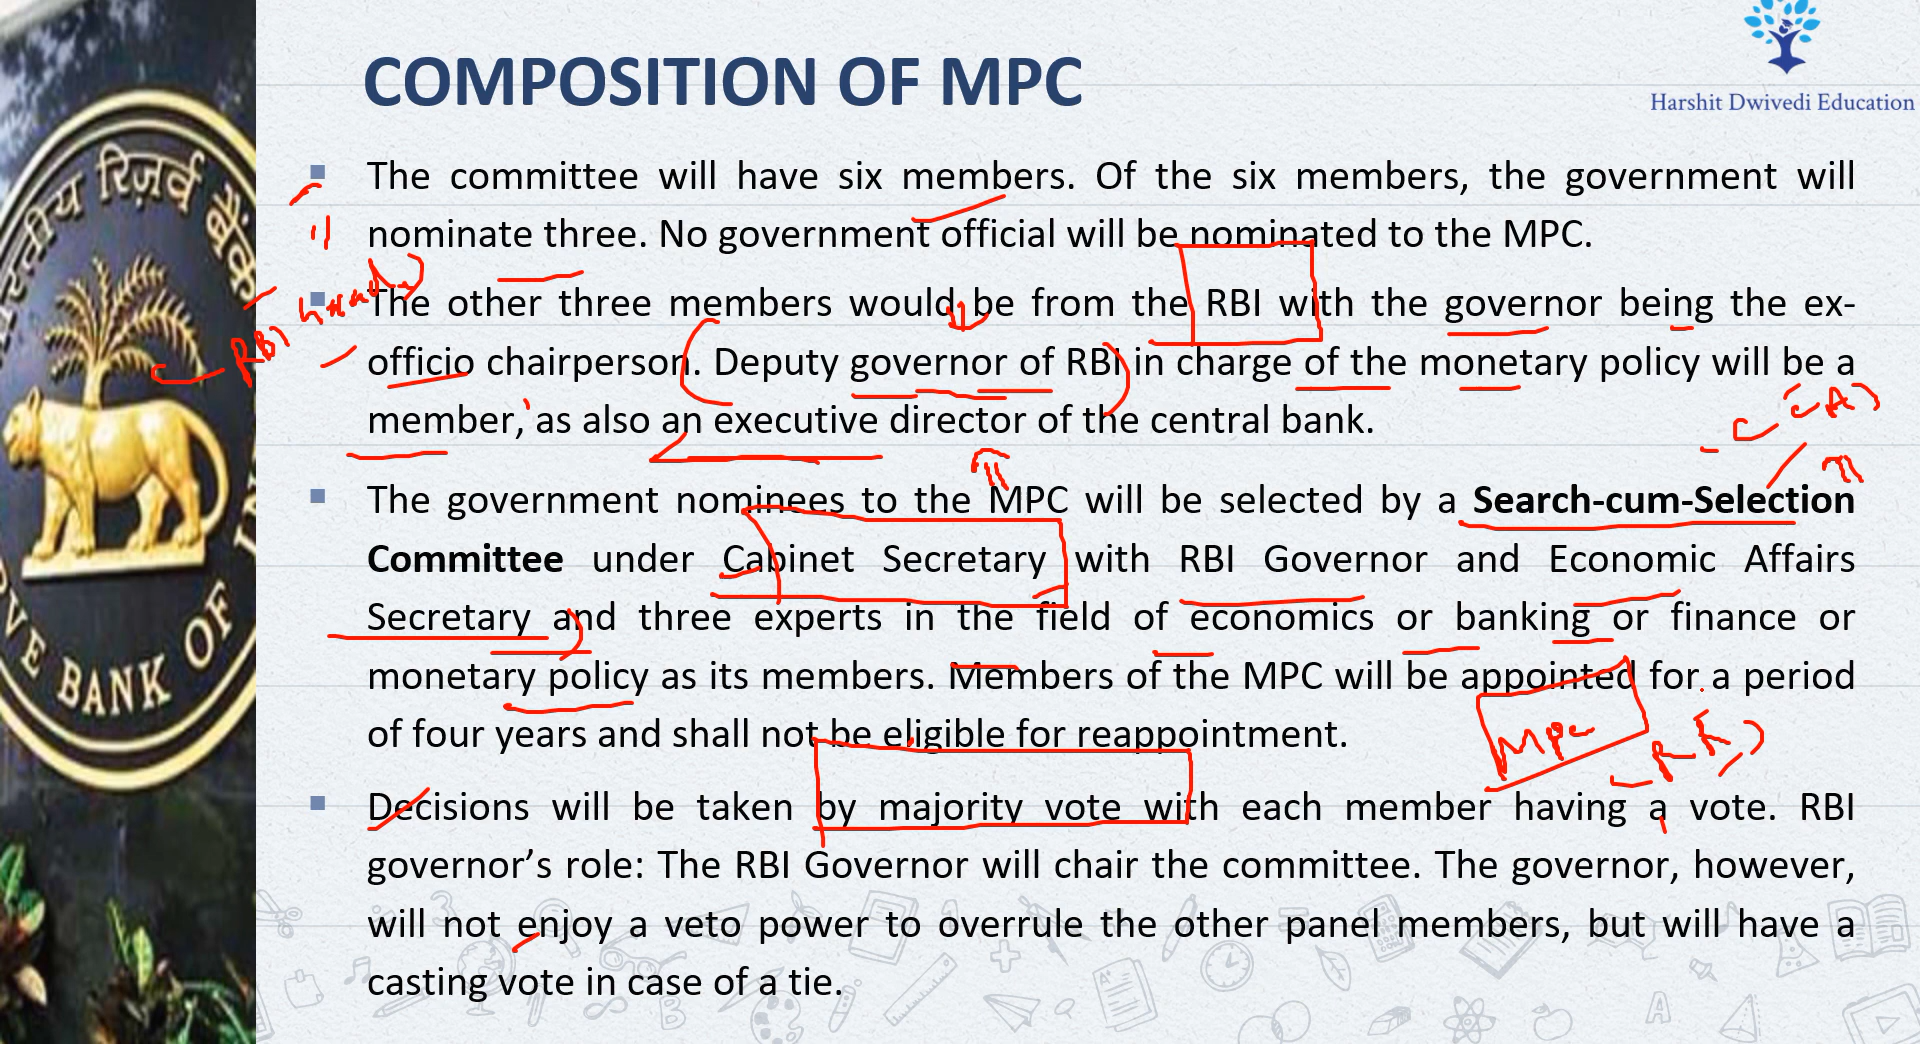 COMPOSITION OF MPC
Harshit Dwivedi Education
The committee will have six members. Of the six members, the government will
nominate three. No government official will be nominated to the MPC.
The other three members would be from the RBI with the governor being the ex-
officio chairperson. Deputy governor of RBI in charge of the monetary policy will be a
member, as also an executive director of the central bank.
The government nominees to the MPC will be selected by a Search-cum-Selection
Committee under Cabinet Secretary with RBI Governor and Economic Affairs
Secretary and three experts in the field of economics or banking or finance or
monetary policy as its members. Members of the MPC will be appointed for a period
of four years and shall not be eligible for reappointment.
Decisions will be taken by majority vote with each member having a vote. RBI
governor’s role: The RBI Governor will chair the committee. The governor, however,
will not enjoy a veto power to overrule the other panel members, but will have a
casting vote in case of a tie.
RBI
MPC
रिज़र्व बैंक
BANK OF